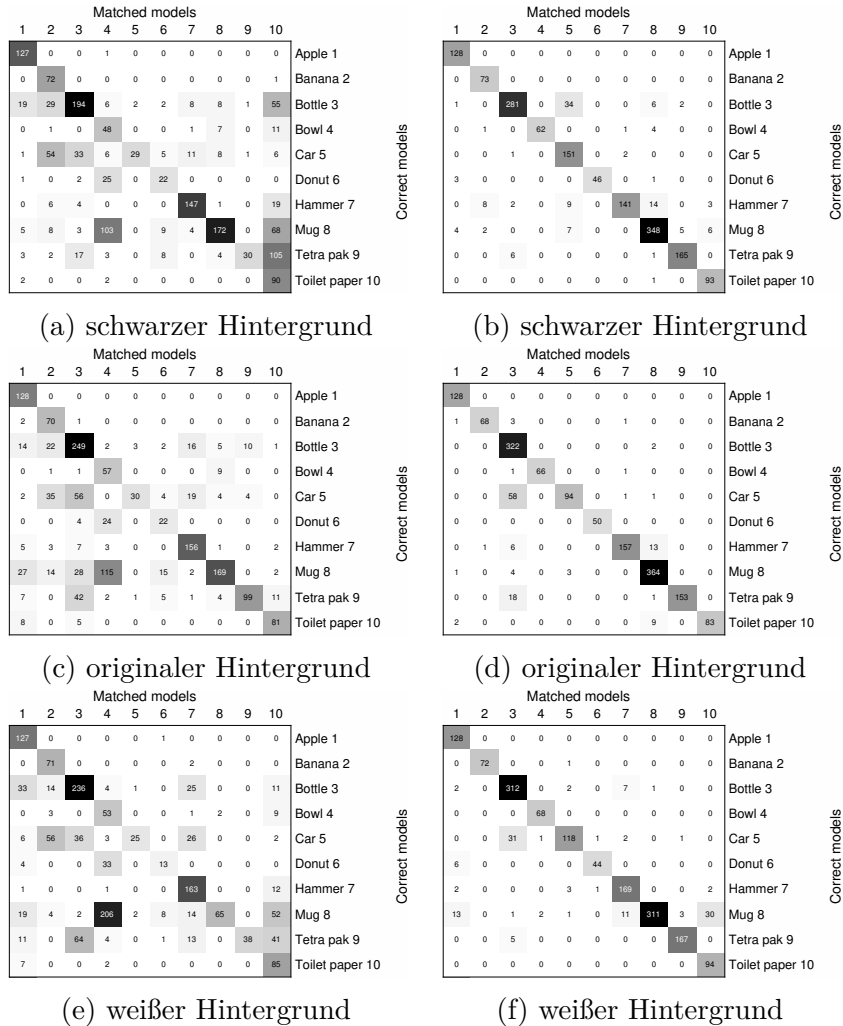 Matched models
1 2 3 4 5 6 7 8 9 10
127 0 0 1 0 0 0 0 0 0 Apple 1
0 72 0 0 0 0 0 0 0 1 Banana 2
19 29 194 6 2 2 8 8 1 55 Bottle 3
0 1 0 48 0 0 1 7 0 11 Bowl 4
1 54 33 6 29 5 11 8 1 6 Car 5
1 0 2 25 0 22 0 0 0 0 Donut 6
0 6 4 0 0 0 147 1 0 19 Hammer 7
5 8 3 103 0 9 4 172 0 68 Mug 8
3 2 17 3 0 8 0 4 30 105 Tetra pak 9
2 0 0 2 0 0 0 0 0 90 Toilet paper 10
Correct models
(a) schwarzer Hintergrund
Matched models
1 2 3 4 5 6 7 8 9 10
128 0 0 0 0 0 0 0 0 0 Apple 1
0 73 0 0 0 0 0 0 0 0 Banana 2
1 0 281 0 34 0 0 6 2 0 Bottle 3
0 1 0 62 0 0 1 4 0 0 Bowl 4
0 0 1 0 151 0 2 0 0 0 Car 5
3 0 0 0 0 46 0 1 0 0 Donut 6
0 8 2 0 9 0 141 14 0 3 Hammer 7
4 2 0 0 7 0 0 348 5 6 Mug 8
0 0 6 0 0 0 0 1 165 0 Tetra pak 9
0 0 0 0 0 0 0 1 0 93 Toilet paper 10
Correct models
(b) schwarzer Hintergrund
Matched models
1 2 3 4 5 6 7 8 9 10
128 0 0 0 0 0 0 0 0 0 Apple 1
2 70 1 0 0 0 0 0 0 0 Banana 2
14 22 249 2 3 2 16 5 10 1 Bottle 3
0 1 1 57 0 0 0 9 0 0 Bowl 4
2 35 56 0 30 4 19 4 4 0 Car 5
0 0 4 24 0 22 0 0 0 0 Donut 6
5 3 7 3 0 0 156 1 0 2 Hammer 7
27 14 28 115 0 15 2 169 0 2 Mug 8
7 0 42 2 1 5 1 4 99 11 Tetra pak 9
8 0 5 0 0 0 0 0 0 81 Toilet paper 10
Correct models
(c) originaler Hintergrund
Matched models
1 2 3 4 5 6 7 8 9 10
128 0 0 0 0 0 0 0 0 0 Apple 1
1 68 3 0 0 0 1 0 0 0 Banana 2
0 0 322 0 0 0 0 2 0 0 Bottle 3
0 0 1 66 0 0 1 0 0 0 Bowl 4
0 0 58 0 94 0 1 1 0 0 Car 5
0 0 0 0 0 50 0 0 0 0 Donut 6
0 1 6 0 0 0 157 13 0 0 Hammer 7
1 0 4 0 3 0 0 364 0 0 Mug 8
0 0 18 0 0 0 0 1 153 0 Tetra pak 9
2 0 0 0 0 0 0 9 0 83 Toilet paper 10
Correct models
(d) originaler Hintergrund
Matched models
1 2 3 4 5 6 7 8 9 10
127 0 0 0 0 1 0 0 0 0 Apple 1
0 71 0 0 0 0 2 0 0 0 Banana 2
33 14 236 4 1 0 25 0 0 11 Bottle 3
0 3 0 53 0 0 1 2 0 9 Bowl 4
6 56 36 3 25 0 26 0 0 2 Car 5
4 0 0 33 0 13 0 0 0 0 Donut 6
1 0 0 1 0 0 163 0 0 12 Hammer 7
19 4 2 206 2 8 14 65 0 52 Mug 8
11 0 64 4 0 1 13 0 38 41 Tetra pak 9
7 0 0 2 0 0 0 0 0 85 Toilet paper 10
Correct models
(e) weißer Hintergrund
Matched models
1 2 3 4 5 6 7 8 9 10
128 0 0 0 0 0 0 0 0 0 Apple 1
0 72 0 0 1 0 0 0 0 0 Banana 2
2 0 312 0 2 0 7 1 0 0 Bottle 3
0 0 0 68 0 0 0 0 0 0 Bowl 4
0 0 31 1 118 1 2 0 1 0 Car 5
6 0 0 0 0 44 0 0 0 0 Donut 6
2 0 0 0 3 1 169 0 0 2 Hammer 7
13 0 1 2 1 0 11 311 3 30 Mug 8
0 0 5 0 0 0 0 0 167 0 Tetra pak 9
0 0 0 0 0 0 0 0 0 94 Toilet paper 10
Correct models
(f) weißer Hintergrund